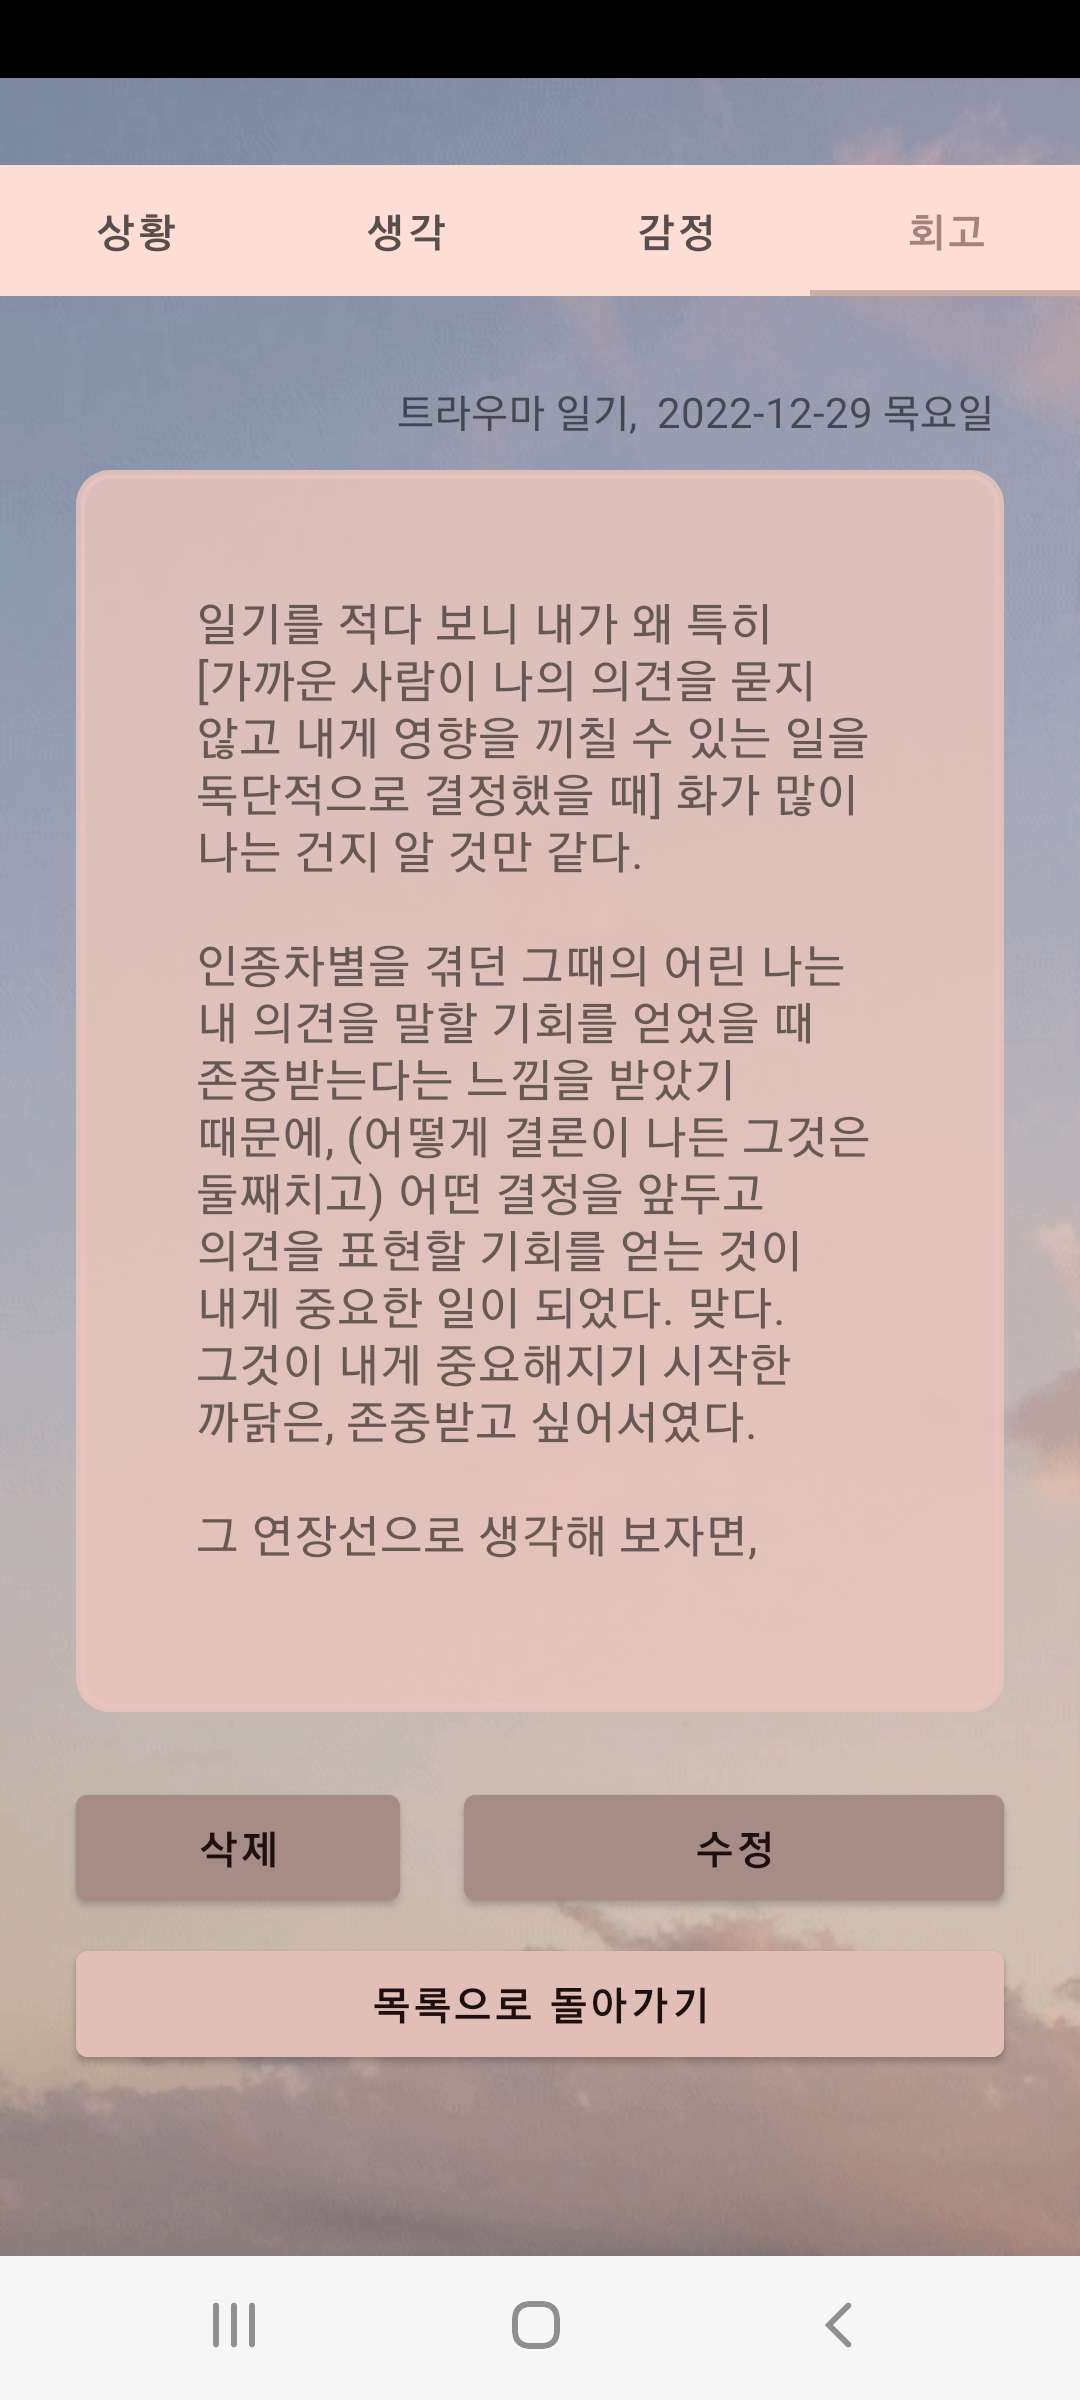 상황
생각
감정
회고
트라우마 일기, 2022-12-29 목요일
일기를 적다 보니 내가 왜 특히
[가까운 사람이 나의 의견을 묻지
않고 내게 영향을 끼칠 수 있는 일을
독단적으로 결정했을 때] 화가 많이
나는 건지 알 것만 같다.
인종차별을 겪던 그때의 어린 나는
내 의견을 말할 기회를 얻었을 때
존중받는다는 느낌을 받았기
때문에, (어떻게 결론이 나든 그것은
둘째치고) 어떤 결정을 앞두고
의견을 표현할 기회를 얻는 것이
내게 중요한 일이 되었다. 맞다.
그것이 내게 중요해지기 시작한
까닭은, 존중받고 싶어서였다.
그 연장선으로 생각해 보자면,
삭제
수정
목록으로 돌아가기